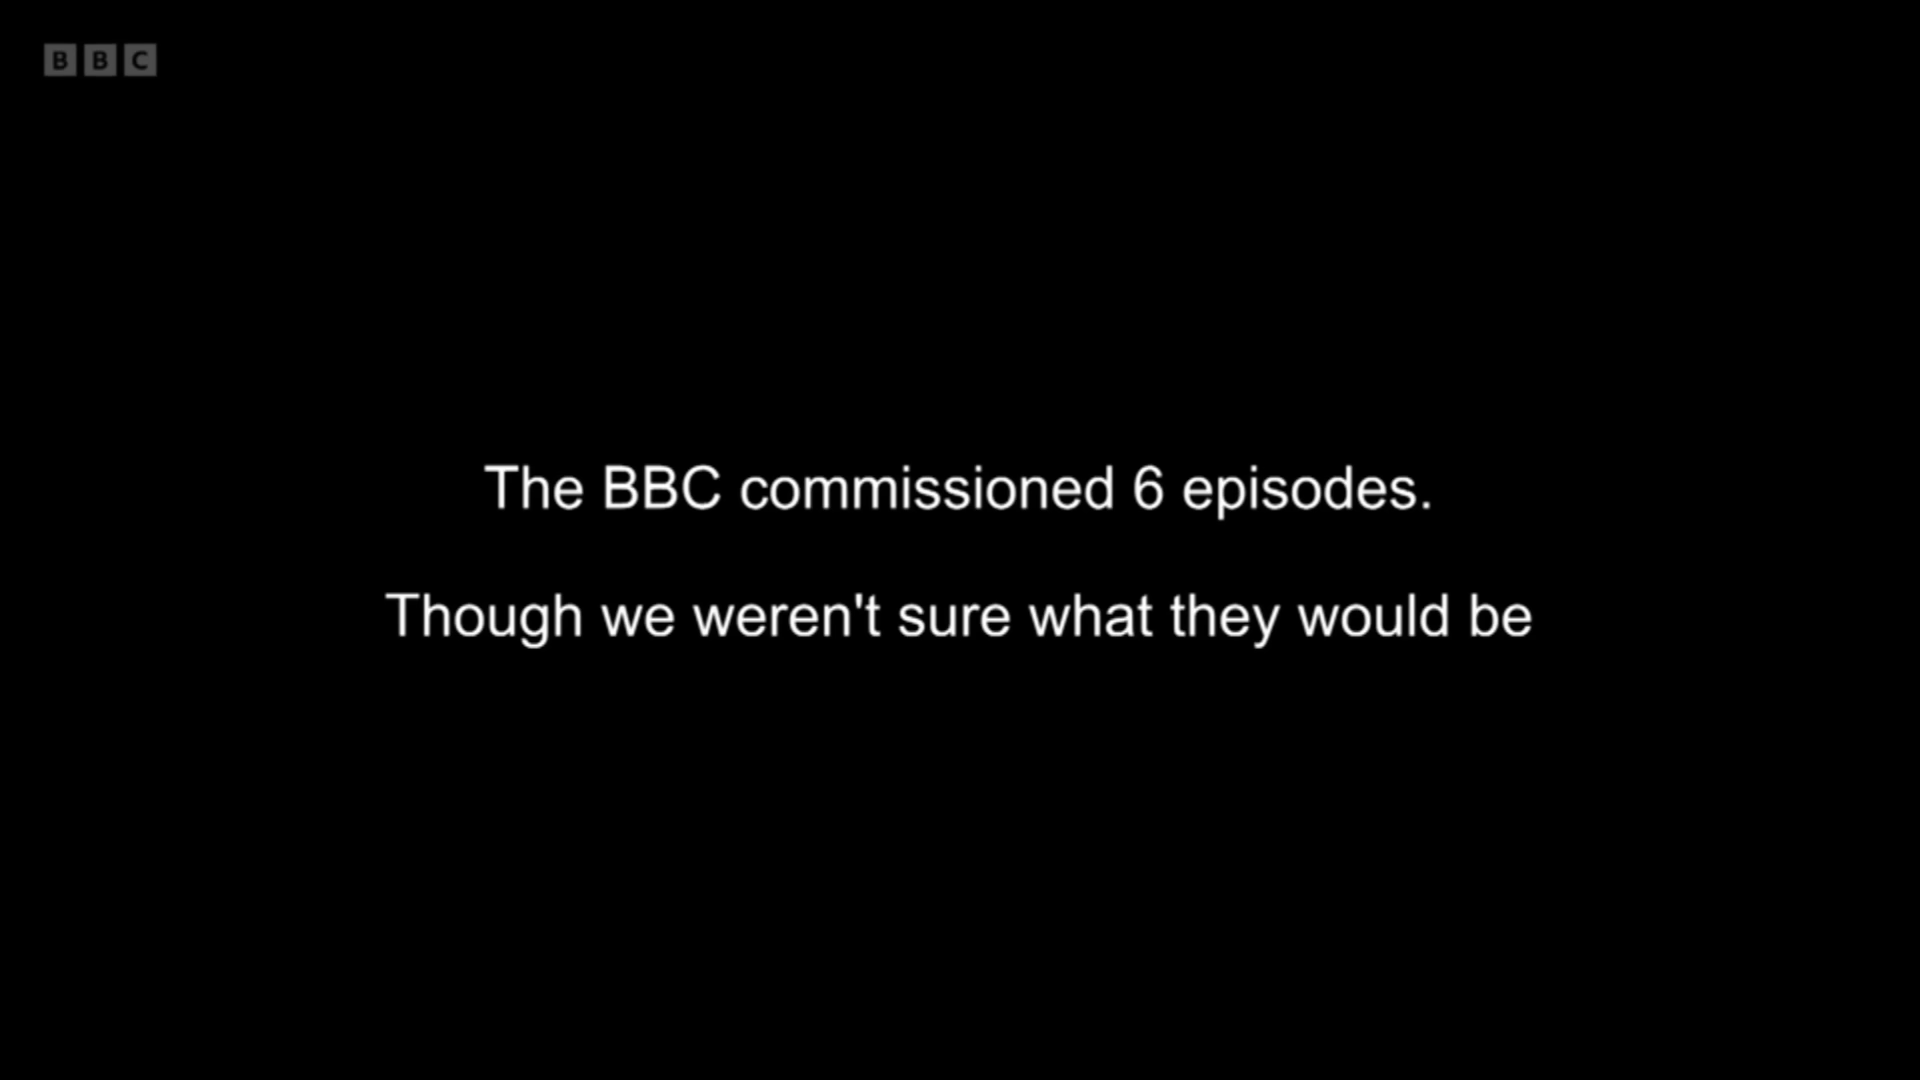 BBC
The BBC commissioned 6 episodes.
Though we weren't sure what they would be